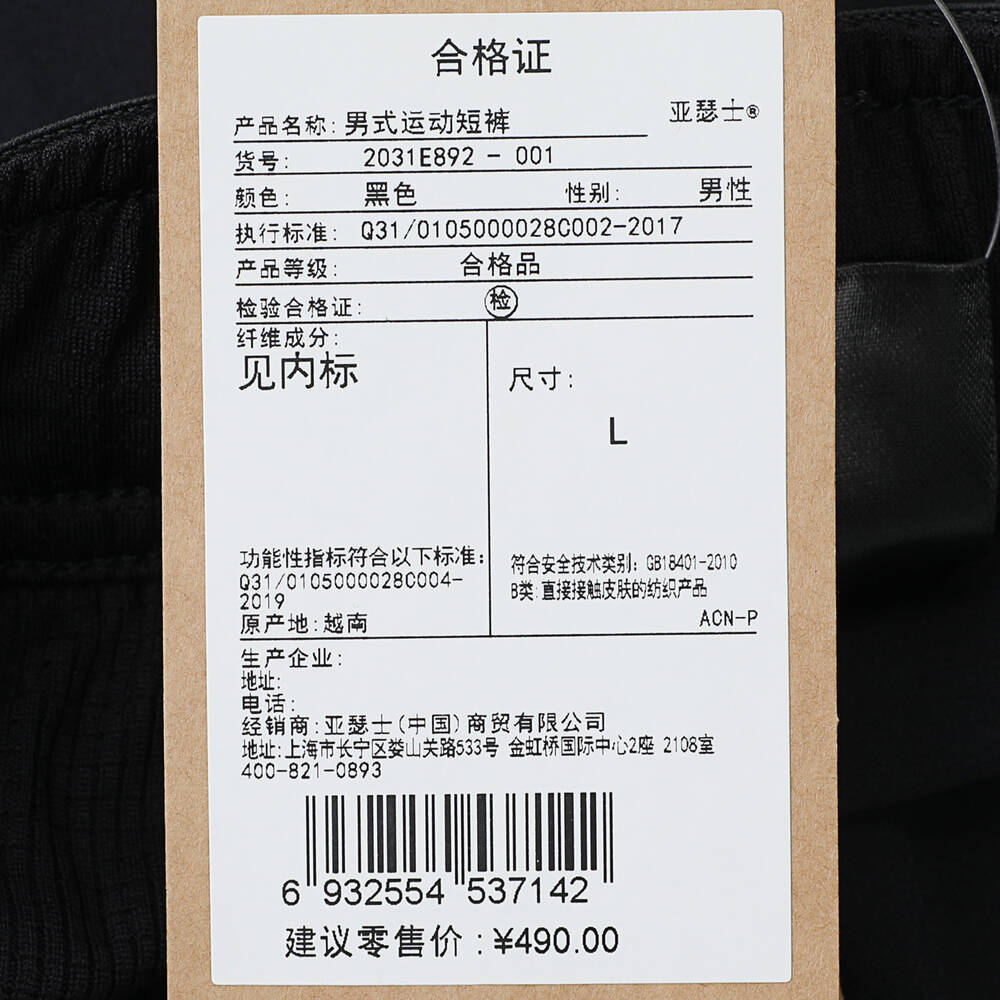 合格证
亚瑟士®
产品名称: 男式运动短裤
货号: 2031E892 - 001
颜色: 黑色 性别: 男性
执行标准: Q31/0105000028C002-2017
产品等级: 合格品
检验合格证: 检
纤维成分:
见内标
尺寸:
L
功能性指标符合以下标准:
Q31/0105000028C004-
2019
原产地: 越南
符合安全技术类别: GB18401-2010
B类: 直接接触皮肤的纺织产品
ACN-P
生产企业:
地址:
电话:
经销商: 亚瑟士(中国)商贸有限公司
地址: 上海市长宁区娄山关路533号 金虹桥国际中心2座 2108室
400-821-0893
6 932554 537142
建议零售价: ¥490.00